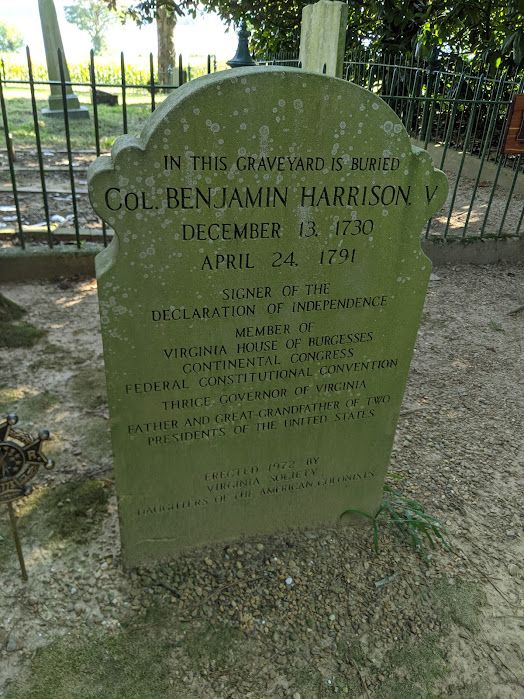 IN THIS GRAVEYARD IS BURIED
COL. BENJAMIN HARRISON, V
DECEMBER 13, 1730
APRIL 24, 1791
SIGNER OF THE
DECLARATION OF INDEPENDENCE
MEMBER OF
VIRGINIA HOUSE OF BURGESSES
CONTINENTAL CONGRESS
FEDERAL CONSTITUTIONAL CONVENTION
THRICE GOVERNOR OF VIRGINIA
FATHER AND GREAT-GRANDFATHER OF TWO
PRESIDENTS OF THE UNITED STATES
ERECTED 1972 BY
VIRGINIA SOCIETY
DAUGHTERS OF THE AMERICAN COLONISTS